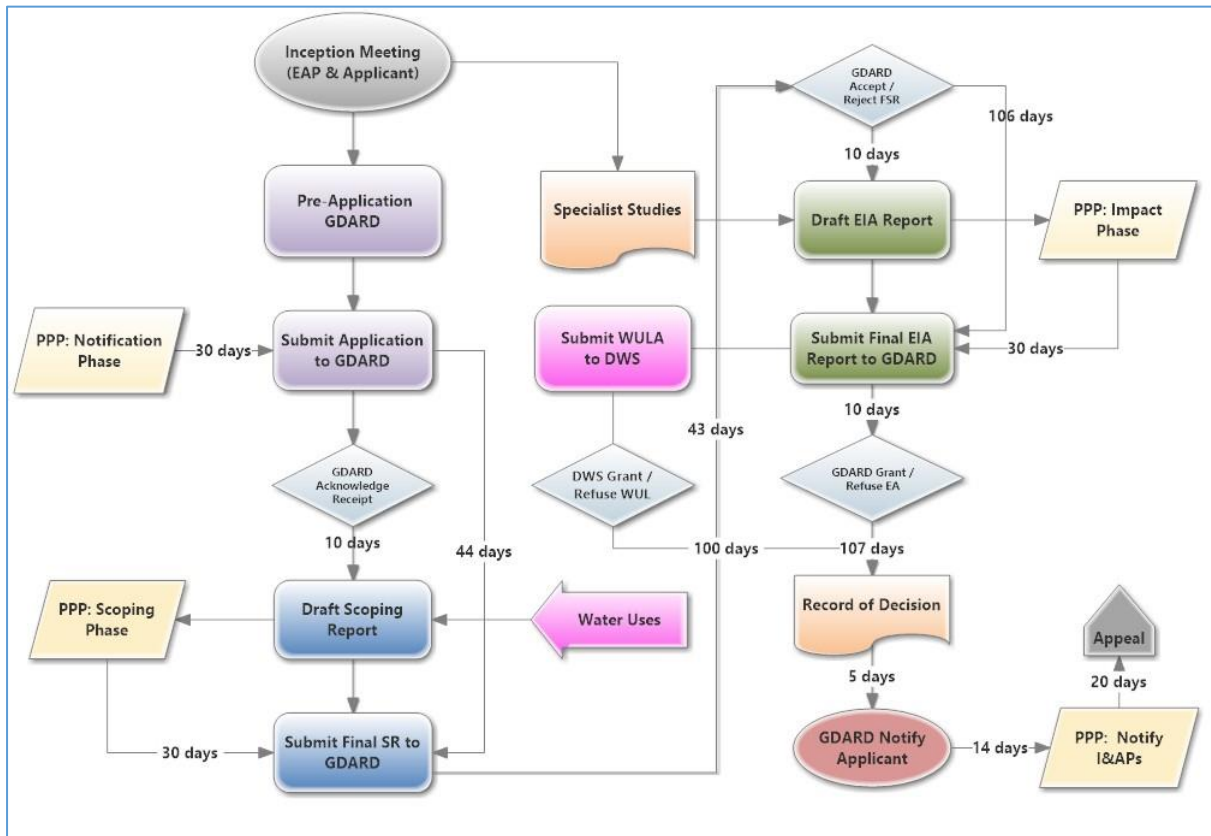 Inception Meeting
(EAP & Applicant)
Pre-Application
GDARD
PPP: Notification
Phase
30 days
Submit Application
to GDARD
GDARD
Acknowledge
Receipt
10 days
44 days
PPP: Scoping
Phase
Draft Scoping
Report
Water Uses
30 days
Submit Final SR to
GDARD
43 days
GDARD
Accept /
Reject FSR
106 days
10 days
Specialist Studies
Draft EIA Report
PPP: Impact
Phase
Submit WULA
to DWS
Submit Final EIA
Report to GDARD
30 days
10 days
DWS Grant /
Refuse WUL
GDARD Grant /
Refuse EA
100 days
107 days
Record of Decision
5 days
GDARD Notify
Applicant
14 days
PPP: Notify
I&APs
20 days
Appeal